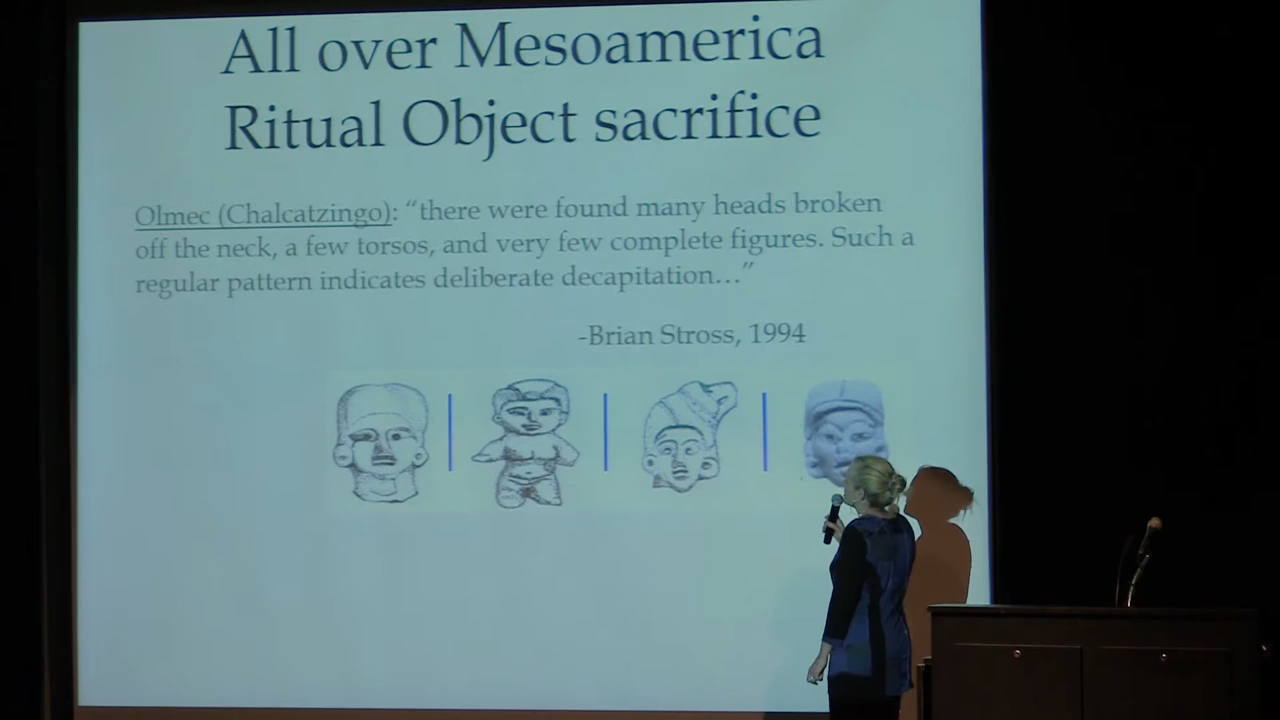 All over Mesoamerica
Ritual Object sacrifice
Olmec (Chalcatzingo): “there were found many heads broken
off the neck, a few torsos, and very few complete figures. Such a
regular pattern indicates deliberate decapitation…”
-Brian Stross, 1994